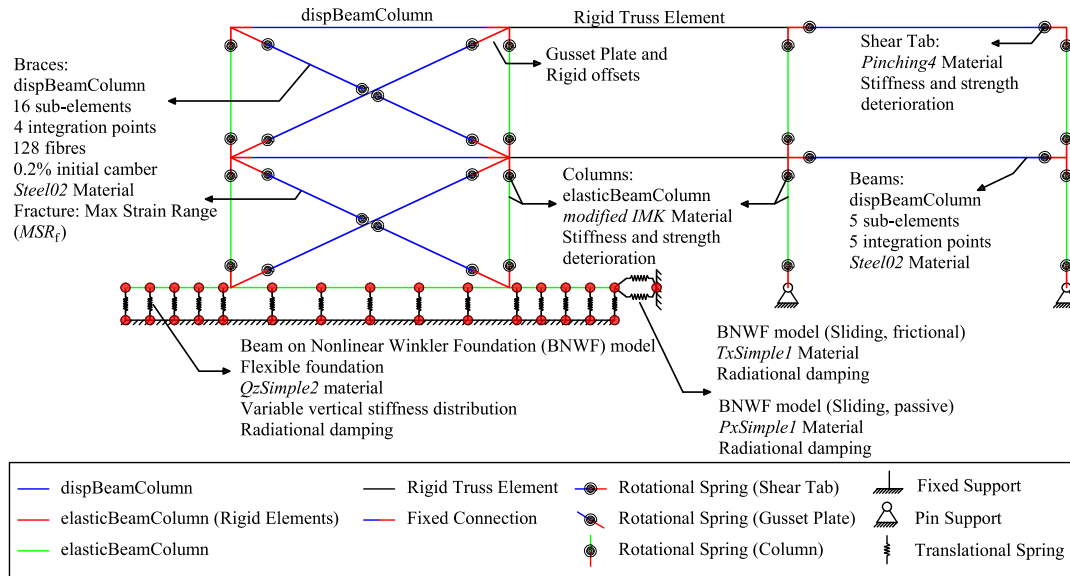 dispBeamColumn
Rigid Truss Element
Gusset Plate and
Rigid offsets
Shear Tab:
Pinching4 Material
Stiffness and strength
deterioration
Braces:
dispBeamColumn
16 sub-elements
4 integration points
128 fibres
0.2% initial camber
Steel02 Material
Fracture: Max Strain Range
(MSRf)
Columns:
elasticBeamColumn
modified IMK Material
Stiffness and strength
deterioration
Beams:
dispBeamColumn
5 sub-elements
5 integration points
Steel02 Material
Beam on Nonlinear Winkler Foundation (BNWF) model
Flexible foundation
QzSimple2 material
Variable vertical stiffness distribution
Radiational damping
BNWF model (Sliding, frictional)
TxSimple1 Material
Radiational damping
BNWF model (Sliding, passive)
PxSimple1 Material
Radiational damping
dispBeamColumn
elasticBeamColumn (Rigid Elements)
elasticBeamColumn
Rigid Truss Element
Fixed Connection
Rotational Spring (Shear Tab)
Rotational Spring (Gusset Plate)
Rotational Spring (Column)
Fixed Support
Pin Support
Translational Spring